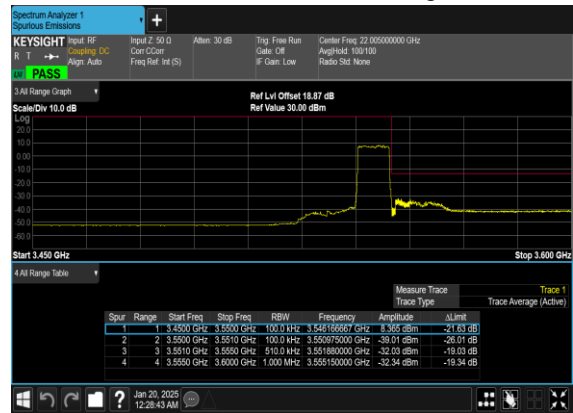 Spectrum Analyzer 1
Spurious Emissions
KEYSIGHT Input: RF Input Z: 50 Ω Atten: 30 dB Trig: Free Run Center Freq: 22.005000000 GHz
R T Coupling: DC Corr CCorr Gate: Off Avg|Hold: 100/100
Align: Auto Freq Ref: Int (S) IF Gain: Low Radio Std: None
LXI PASS
3 All Range Graph
Ref Lvl Offset 18.87 dB
Scale/Div 10.0 dB Ref Value 30.00 dBm
Log
20.0
10.0
0.00
-10.0
-20.0
-30.0
-40.0
-50.0
-60.0
Start 3.450 GHz Stop 3.600 GHz
4 All Range Table
Measure Trace Trace 1
Trace Type Trace Average (Active)
Spur Range Start Freq Stop Freq RBW Frequency Amplitude ΔLimit
1 1 3.4500 GHz 3.5500 GHz 100.0 kHz 3.546166667 GHz 8.365 dBm -21.63 dB
2 2 3.5500 GHz 3.5510 GHz 100.0 kHz 3.550975000 GHz -39.01 dBm -26.01 dB
3 3 3.5510 GHz 3.5550 GHz 510.0 kHz 3.551880000 GHz -32.03 dBm -19.03 dB
4 4 3.5550 GHz 3.6000 GHz 1.000 MHz 3.555150000 GHz -32.34 dBm -19.34 dB
? Jan 20, 2025
12:28:43 AM